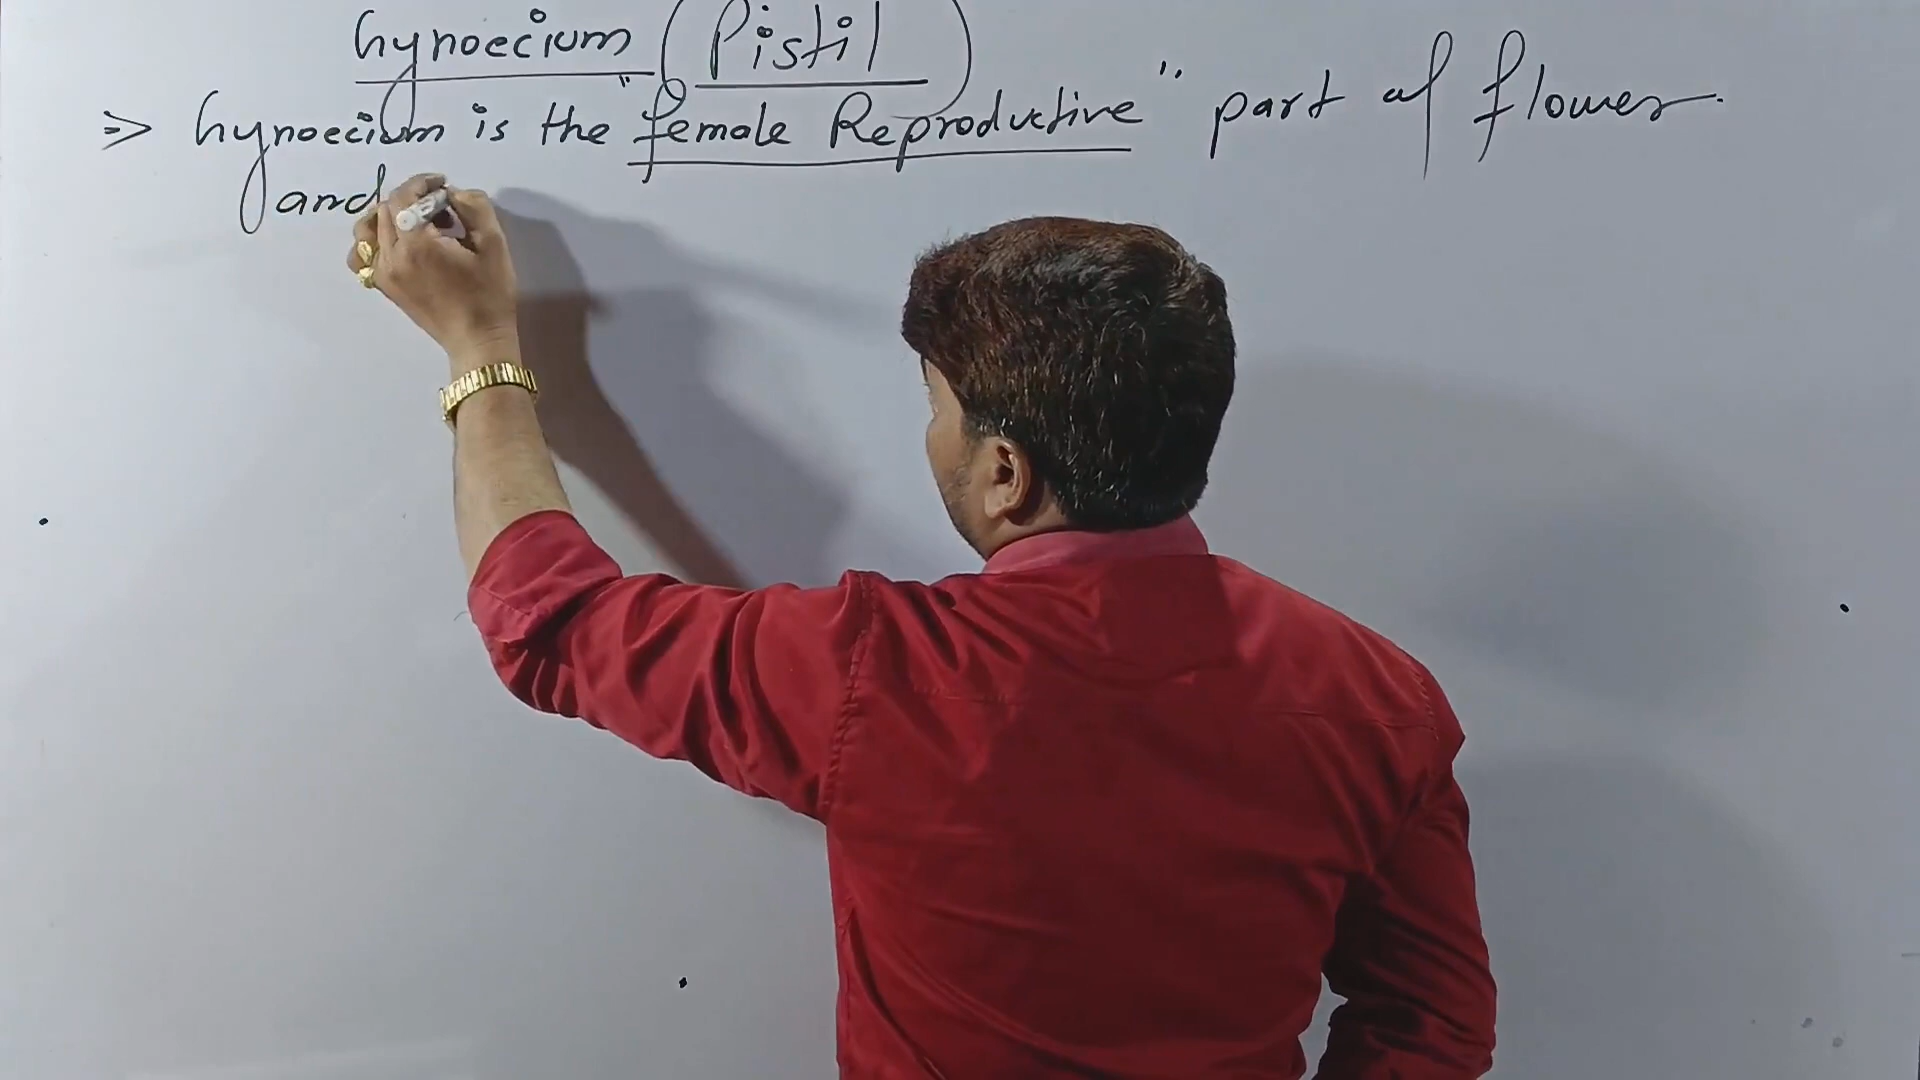 Gynoecium (Pistil)
⇒ Gynoecium is the "female Reproductive" part of flower.
and